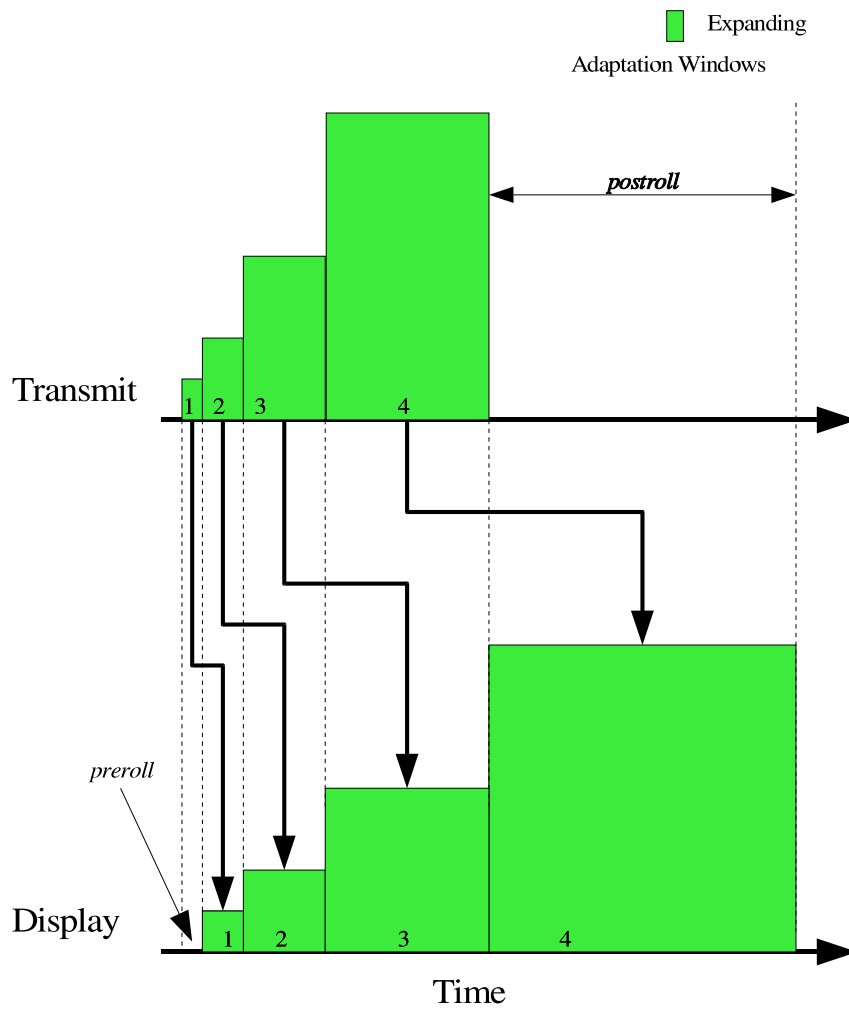 Expanding
Adaptation Windows
postroll
Transmit
1 2 3 4
preroll
Display
1 2 3 4
Time